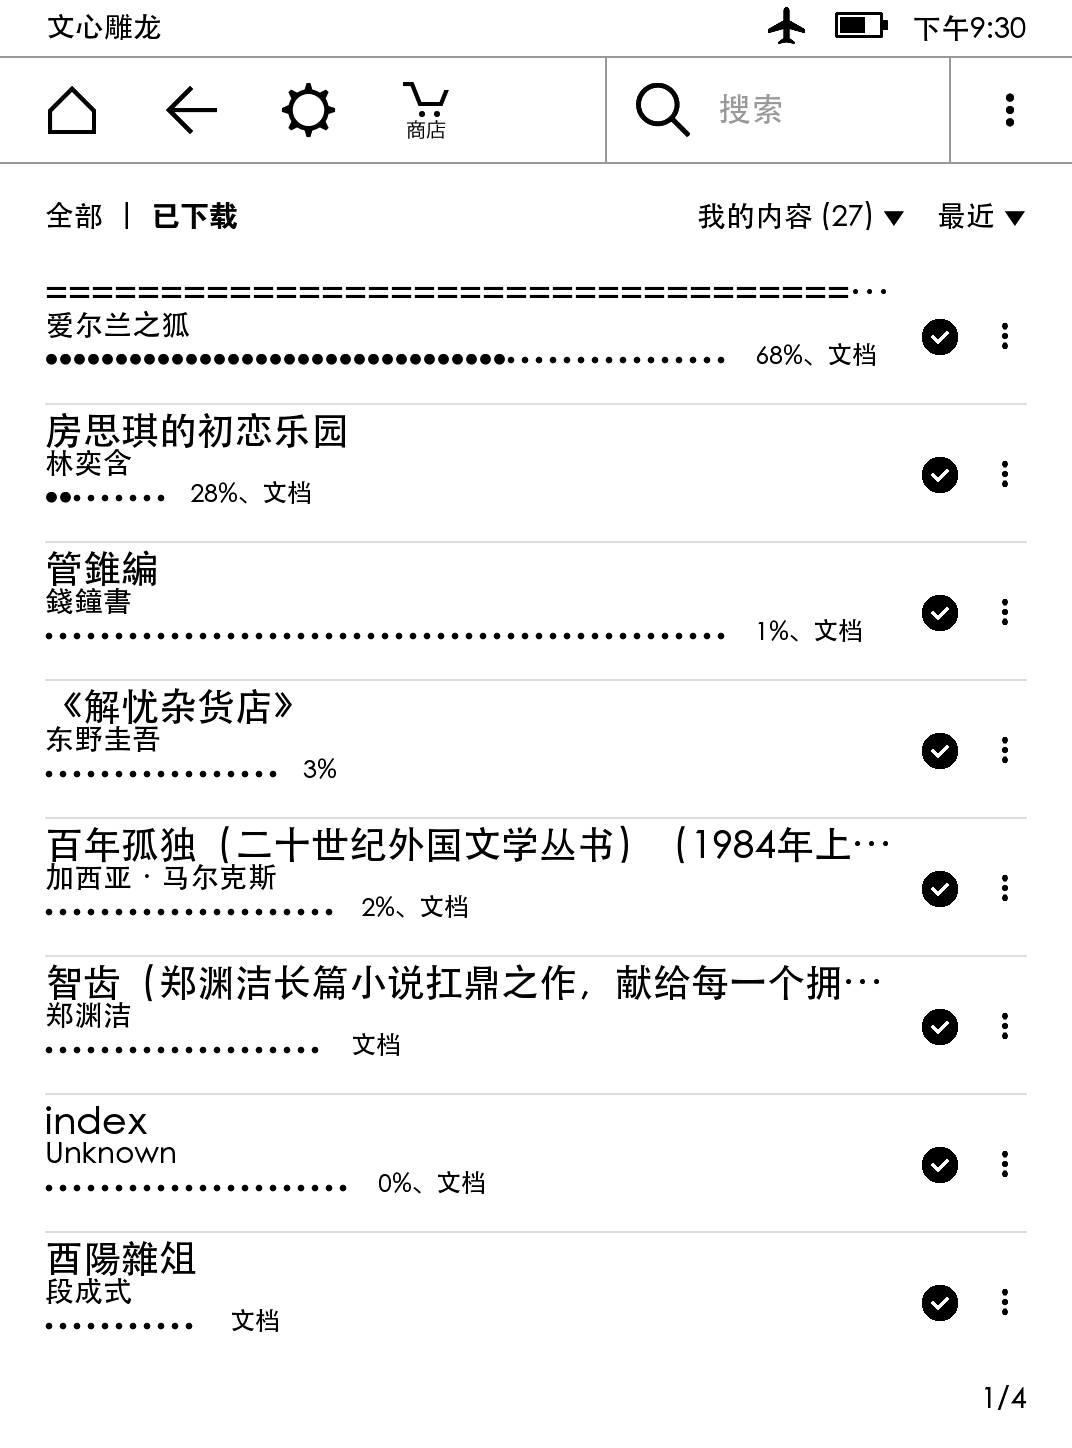 文心雕龙 下午9:30
商店 搜索
全部 | 已下载 我的内容 (27) ▼ 最近 ▼
===================================…
爱尔兰之狐
68%、文档
房思琪的初恋乐园
林奕含
28%、文档
管錐編
錢鐘書
1%、文档
《解忧杂货店》
东野圭吾
3%
百年孤独（二十世纪外国文学丛书）（1984年上…
加西亚·马尔克斯
2%、文档
智齿（郑渊洁长篇小说扛鼎之作，献给每一个拥…
郑渊洁
文档
index
Unknown
0%、文档
酉陽雜俎
段成式
文档
1/4